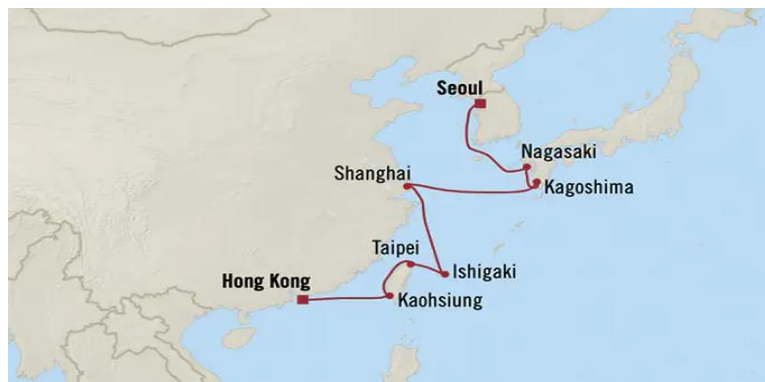 Seoul
Nagasaki
Shanghai
Kagoshima
Taipei
Ishigaki
Hong Kong
Kaohsiung